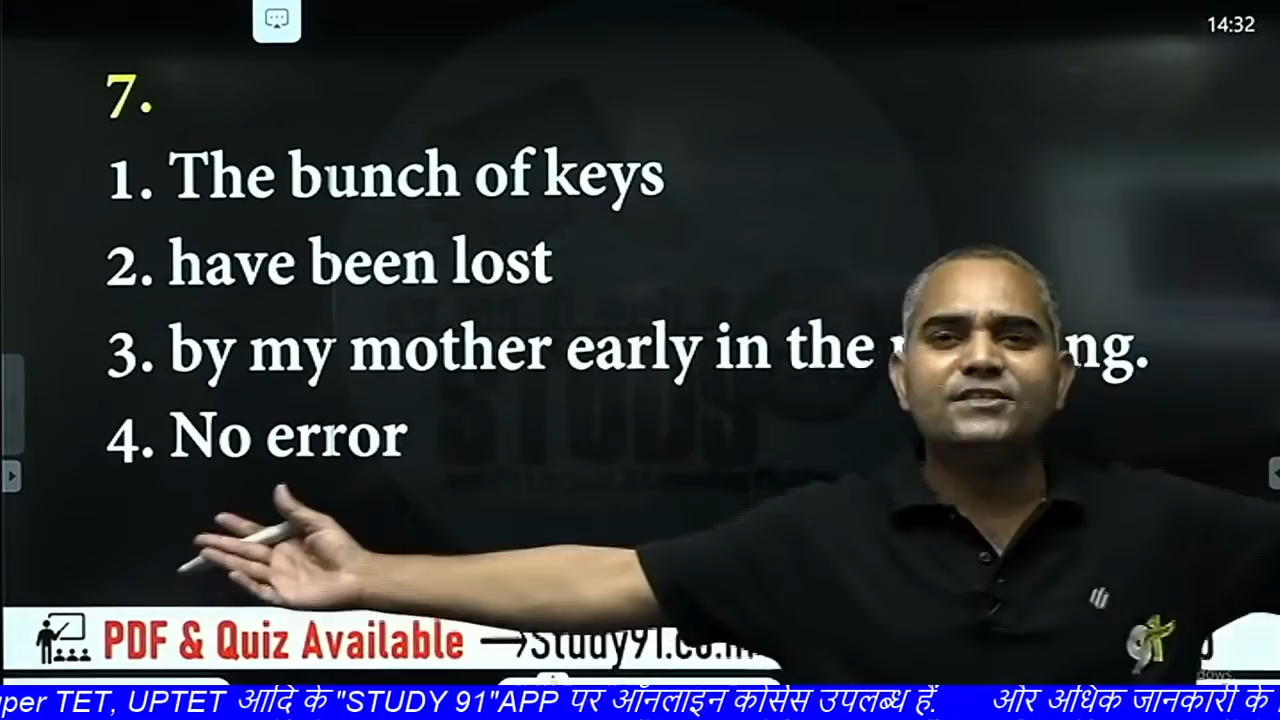 14:32
7.
1. The bunch of keys
2. have been lost
3. by my mother early in the
4. No error
PDF & Quiz Available →Study91.co.in
TET, UPTET आदि के "STUDY 91"APP पर ऑनलाइन कोर्सेस उपलब्ध हैं. और अधिक जानकारी के